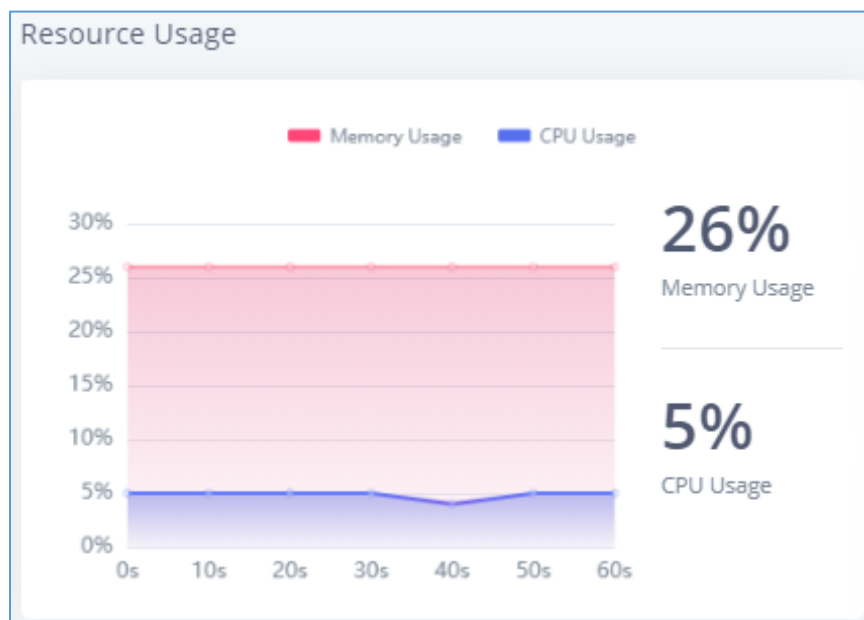 Resource Usage
Memory Usage CPU Usage
30%
25%
20%
15%
10%
5%
0%
0s 10s 20s 30s 40s 50s 60s
26%
Memory Usage
5%
CPU Usage